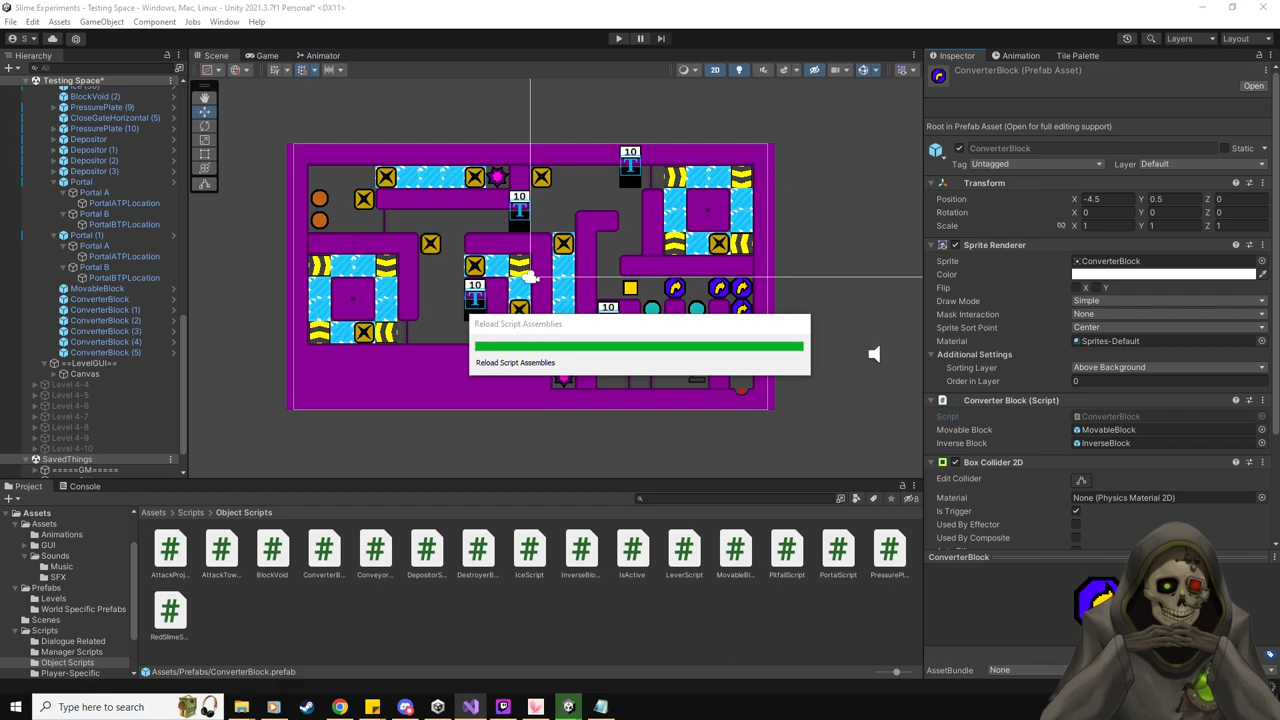 Slime Experiments - Testing Space - Windows, Mac, Linux - Unity 2021.3.7f1 Personal* <DX11>
File Edit Assets GameObject Component Jobs Window Help
S Layers Layout
Hierarchy Scene Game Animator Inspector Animation Tile Palette
All
Testing Space*
BlockVoid (2)
PressurePlate (9)
CloseGateHorizontal (5)
PressurePlate (10)
Depositor
Depositor (1)
Depositor (2)
Depositor (3)
Portal
Portal A
PortalATPLocation
Portal B
PortalBTPLocation
Portal (1)
Portal A
PortalATPLocation
Portal B
PortalBTPLocation
MovableBlock
ConverterBlock
ConverterBlock (1)
ConverterBlock (2)
ConverterBlock (3)
ConverterBlock (4)
ConverterBlock (5)
==LevelGUI==
Canvas
Level 4-4
Level 4-5
Level 4-6
Level 4-7
Level 4-8
Level 4-9
Level 4-10
SavedThings
=====GM=====
2D
10
10
T
T
10
T
10
Reload Script Assemblies
Reload Script Assemblies
ConverterBlock (Prefab Asset)
Open
Root in Prefab Asset (Open for full editing support)
ConverterBlock Static
Tag Untagged Layer Default
Transform
Position X -4.5 Y 0.5 Z 0
Rotation X 0 Y 0 Z 0
Scale X 1 Y 1 Z 1
Sprite Renderer
Sprite ConverterBlock
Color
Flip X Y
Draw Mode Simple
Mask Interaction None
Sprite Sort Point Center
Material Sprites-Default
Additional Settings
Sorting Layer Above Background
Order in Layer 0
Converter Block (Script)
Script ConverterBlock
Movable Block MovableBlock
Inverse Block InverseBlock
Box Collider 2D
Edit Collider
Material None (Physics Material 2D)
Is Trigger
Used By Effector
Used By Composite
ConverterBlock
AssetBundle None
Project Console
8
Assets
Assets
Animations
GUI
Sounds
Music
SFX
Prefabs
Levels
World Specific Prefabs
Scenes
Scripts
Dialogue Related
Manager Scripts
Object Scripts
Player-Specific
Assets Scripts Object Scripts
AttackProj... AttackTow... BlockVoid ConverterB... Conveyor... DepositorS... DestroyerB... IceScript InverseBlo... IsActive LeverScript MovableBl... PitfallScript PortalScript PressurePl...
RedSlimeS...
Assets/Prefabs/ConverterBlock.prefab
Type here to search